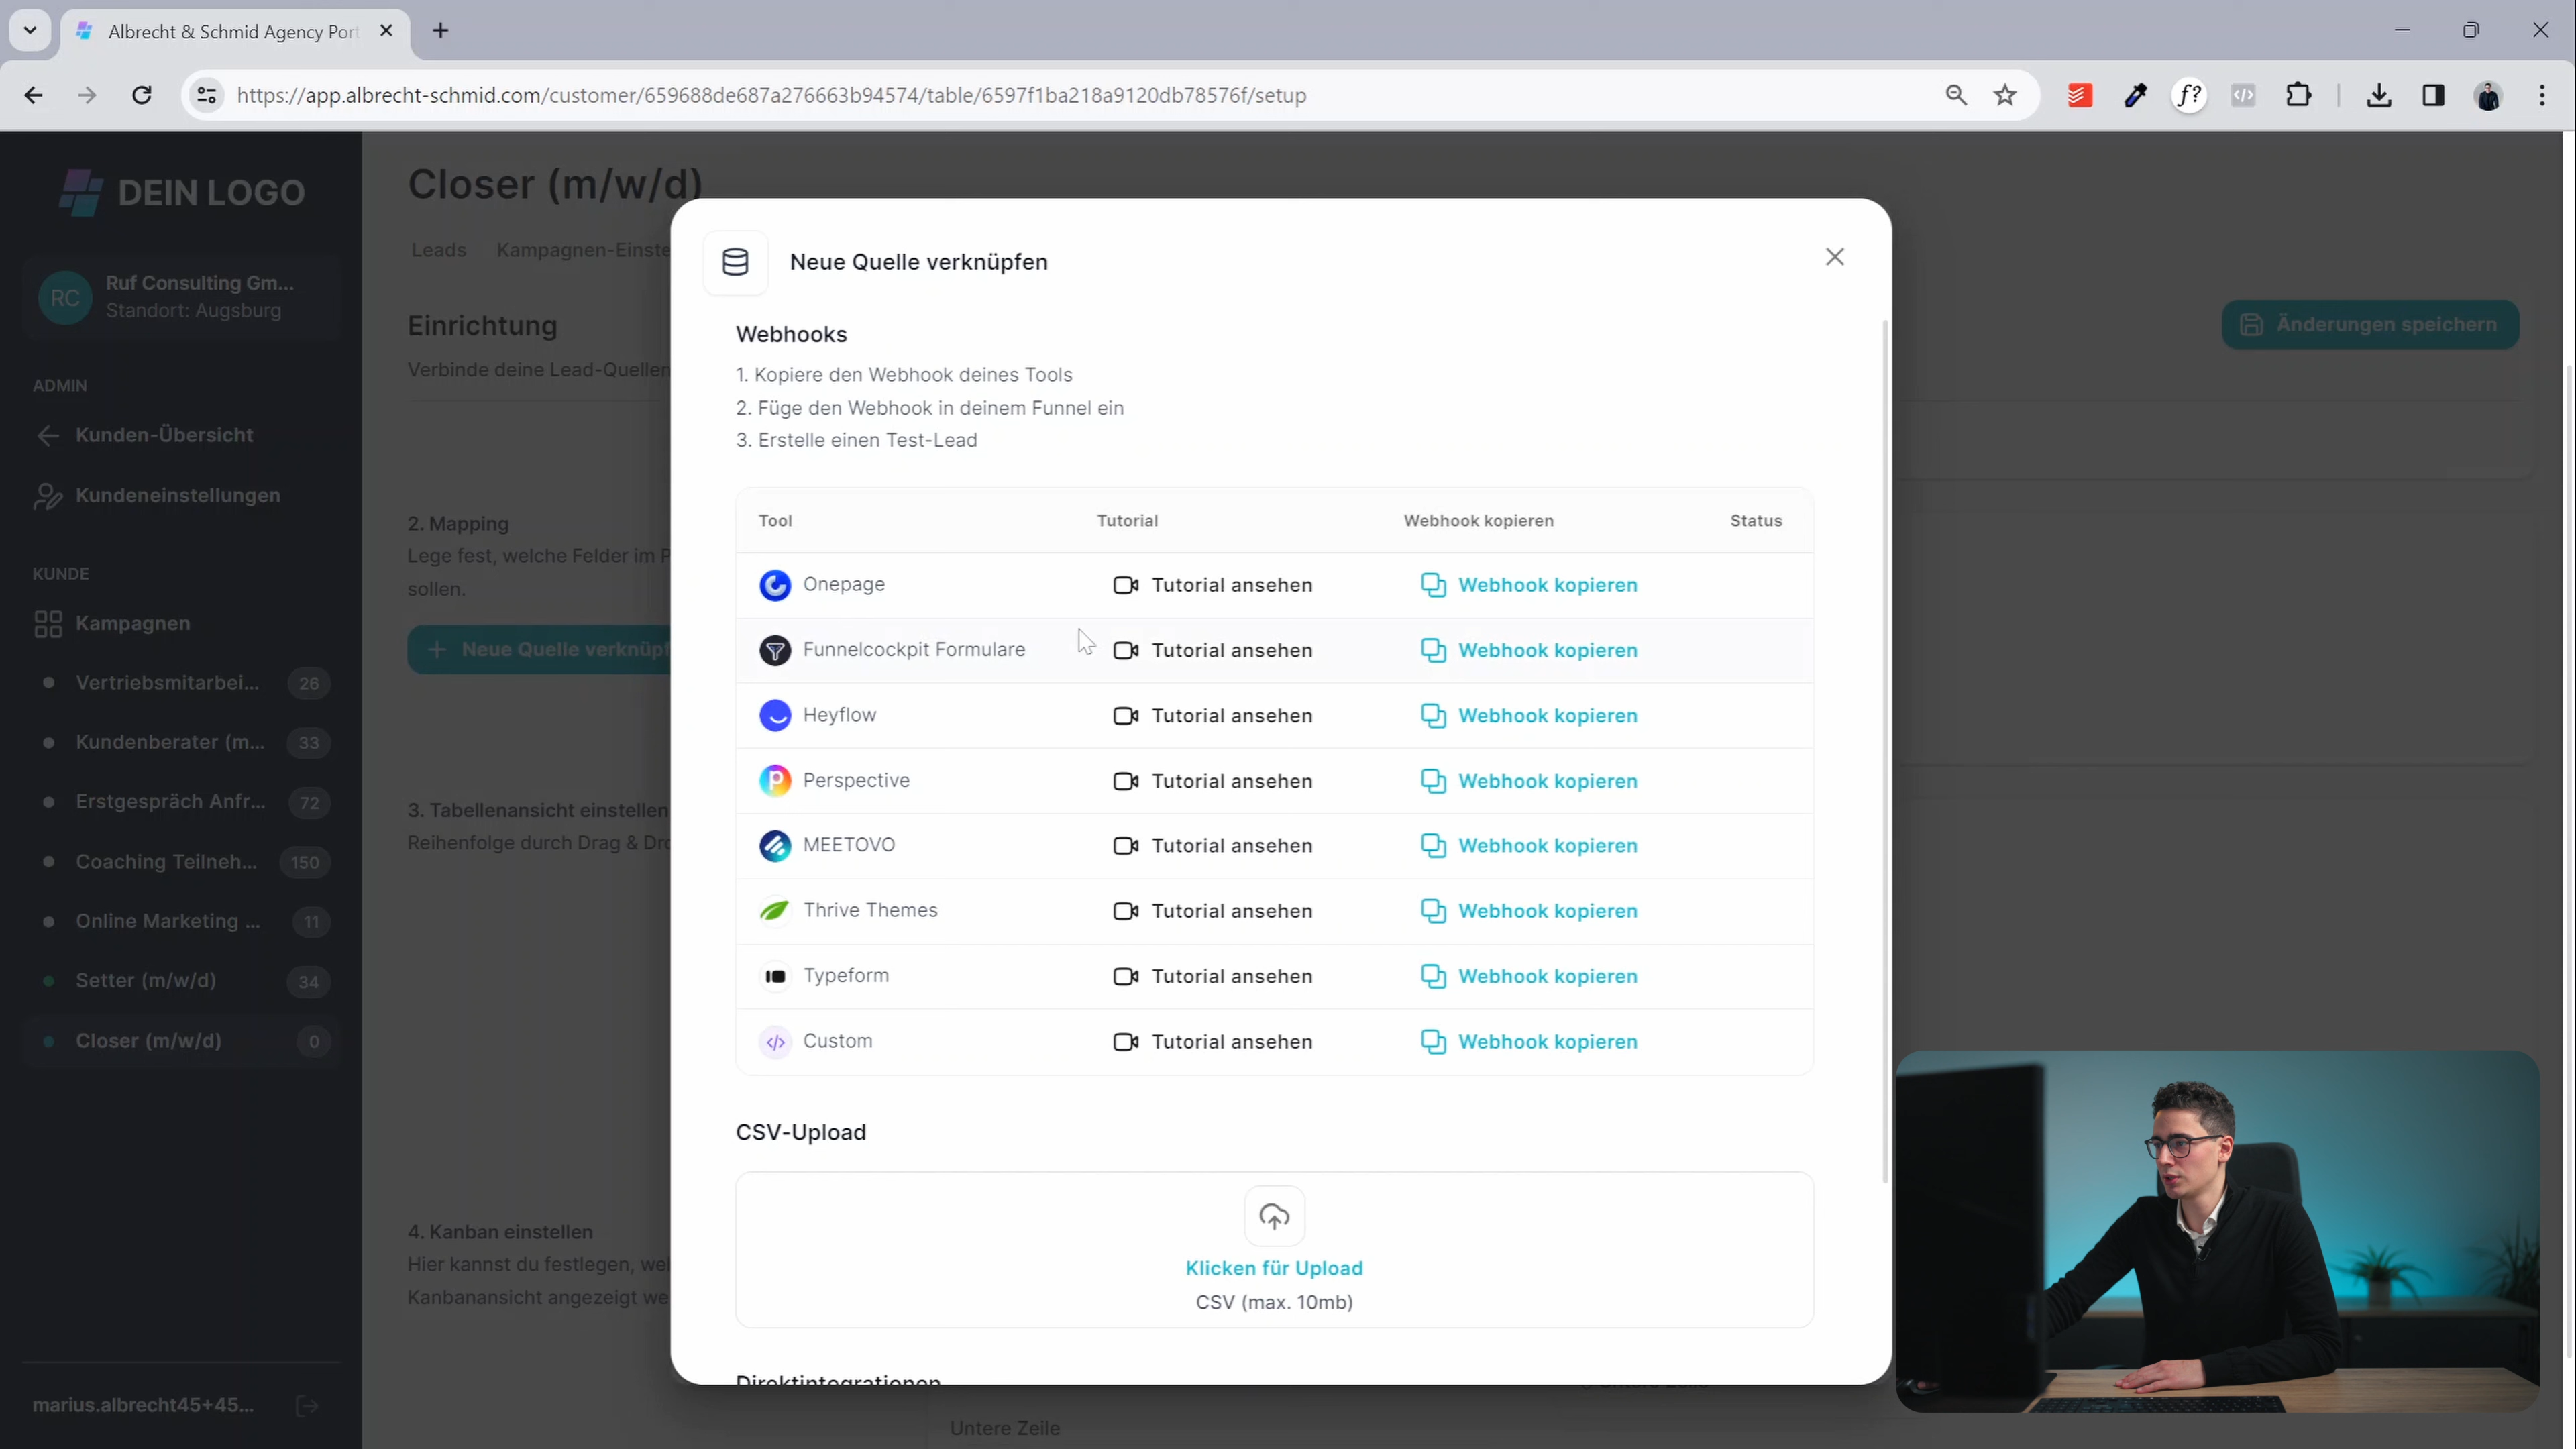 Albrecht & Schmid Agency Port
https://app.albrecht-schmid.com/customer/659688de687a276663b94574/table/6597f1ba218a9120db78576f/setup
f?
DEIN LOGO
RC
Ruf Consulting Gm...
Standort: Augsburg
ADMIN
Kunden-Übersicht
Kundeneinstellungen
KUNDE
Kampagnen
Vertriebsmitarbei... 26
Kundenberater (m... 33
Erstgespräch Anfr... 72
Coaching Teilneh... 150
Online Marketing ... 11
Setter (m/w/d) 34
Closer (m/w/d) 0
marius.albrecht45+45...
Closer (m/w/d)
Leads Kampagnen-Einste
Einrichtung
Verbinde deine Lead-Quellen
Änderungen speichern
2. Mapping
Lege fest, welche Felder im P
sollen.
Neue Quelle verknüpf
3. Tabellenansicht einstellen
Reihenfolge durch Drag & Dro
4. Kanban einstellen
Hier kannst du festlegen, wel
Kanbanansicht angezeigt we
Untere Zeile
Untere Zeile
Neue Quelle verknüpfen
Webhooks
1. Kopiere den Webhook deines Tools
2. Füge den Webhook in deinem Funnel ein
3. Erstelle einen Test-Lead
Tool Tutorial Webhook kopieren Status
Onepage Tutorial ansehen Webhook kopieren
Funnelcockpit Formulare Tutorial ansehen Webhook kopieren
Heyflow Tutorial ansehen Webhook kopieren
Perspective Tutorial ansehen Webhook kopieren
MEETOVO Tutorial ansehen Webhook kopieren
Thrive Themes Tutorial ansehen Webhook kopieren
Typeform Tutorial ansehen Webhook kopieren
Custom Tutorial ansehen Webhook kopieren
CSV-Upload
Klicken für Upload
CSV (max. 10mb)
Direktintegrationen